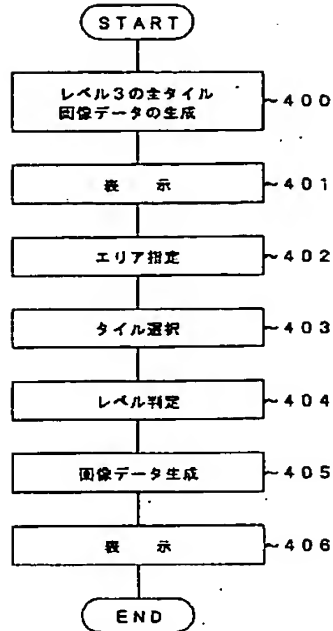 START
レベル3の全タイル
画像データの生成
~400
表 示
~401
エリア指定
~402
タイル選択
~403
レベル判定
~404
画像データ生成
~405
表 示
~406
END